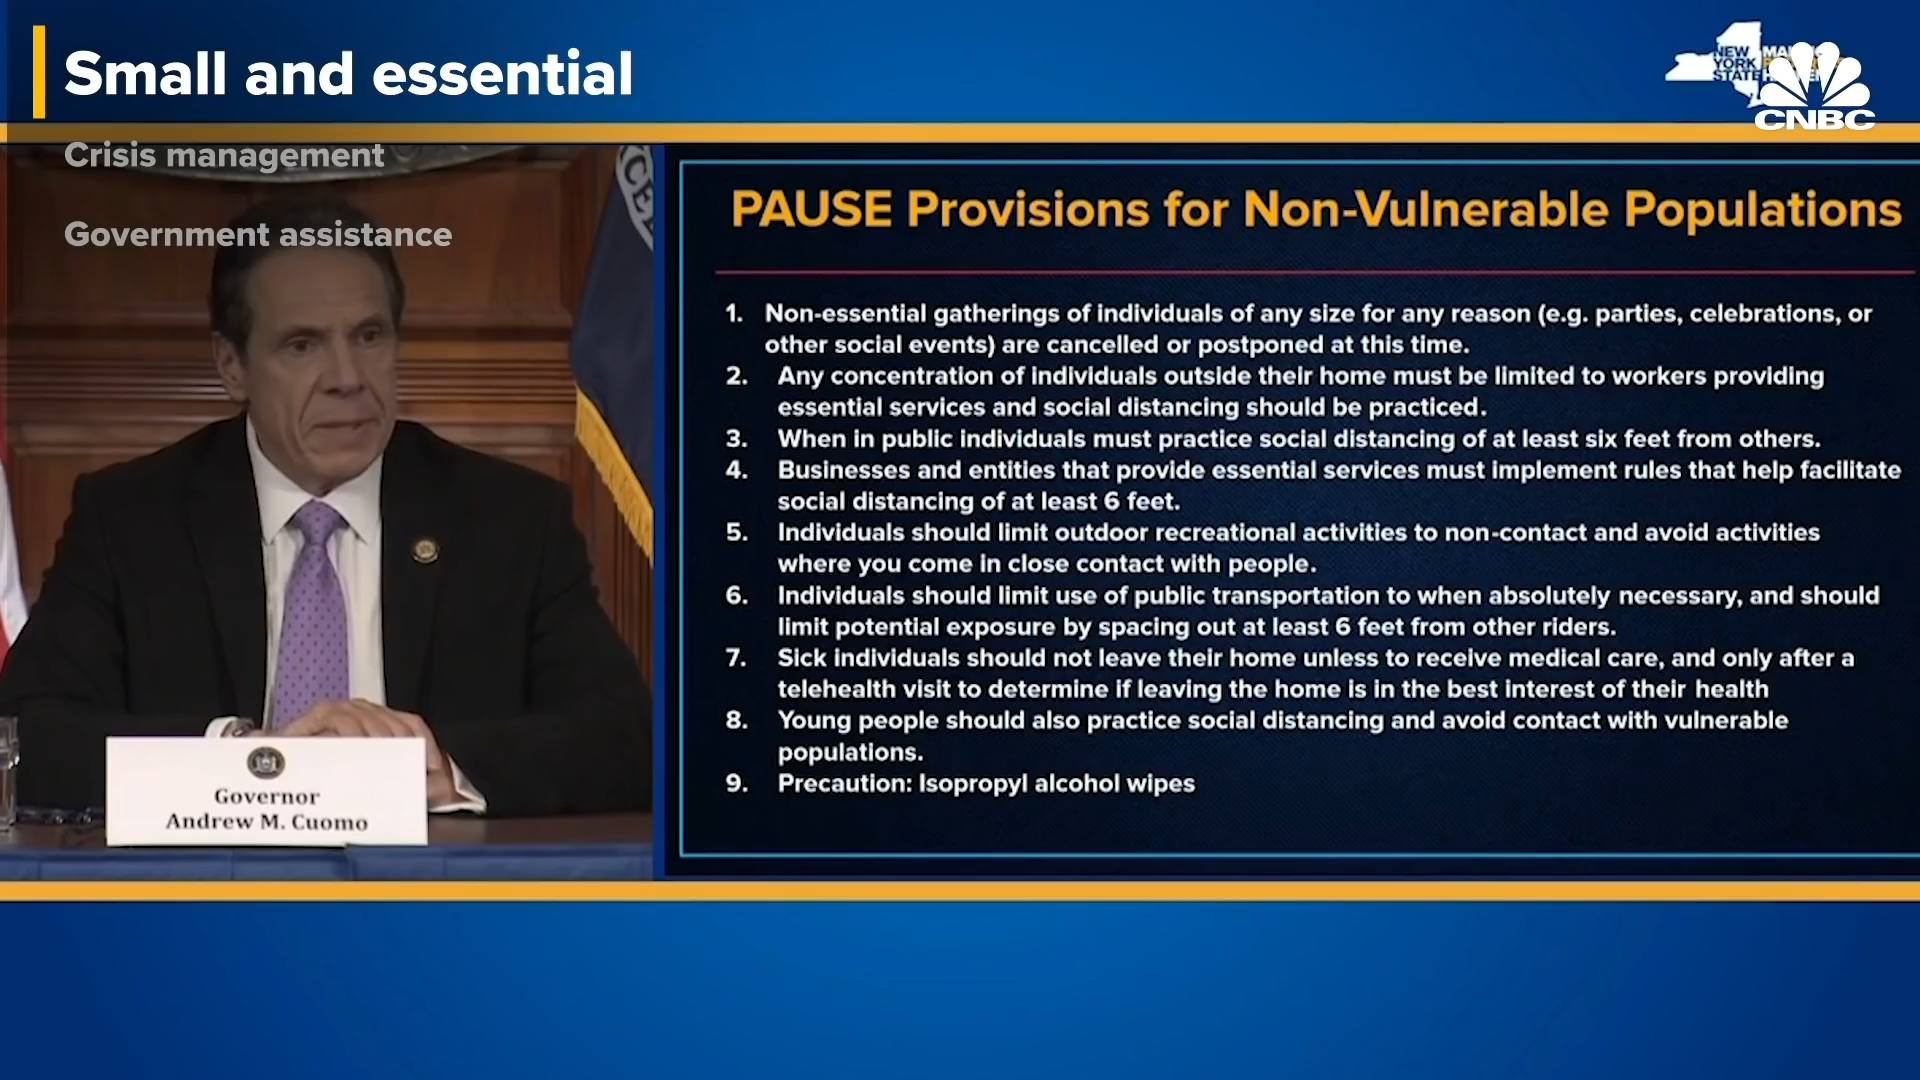 Small and essential
Crisis management
Government assistance
NEW
YORK
STATE
CNBC
PAUSE Provisions for Non-Vulnerable Populations
1. Non-essential gatherings of individuals of any size for any reason (e.g. parties, celebrations, or
other social events) are cancelled or postponed at this time.
2. Any concentration of individuals outside their home must be limited to workers providing
essential services and social distancing should be practiced.
3. When in public individuals must practice social distancing of at least six feet from others.
4. Businesses and entities that provide essential services must implement rules that help facilitate
social distancing of at least 6 feet.
5. Individuals should limit outdoor recreational activities to non-contact and avoid activities
where you come in close contact with people.
6. Individuals should limit use of public transportation to when absolutely necessary, and should
limit potential exposure by spacing out at least 6 feet from other riders.
7. Sick individuals should not leave their home unless to receive medical care, and only after a
telehealth visit to determine if leaving the home is in the best interest of their health
8. Young people should also practice social distancing and avoid contact with vulnerable
populations.
9. Precaution: Isopropyl alcohol wipes
Governor
Andrew M. Cuomo